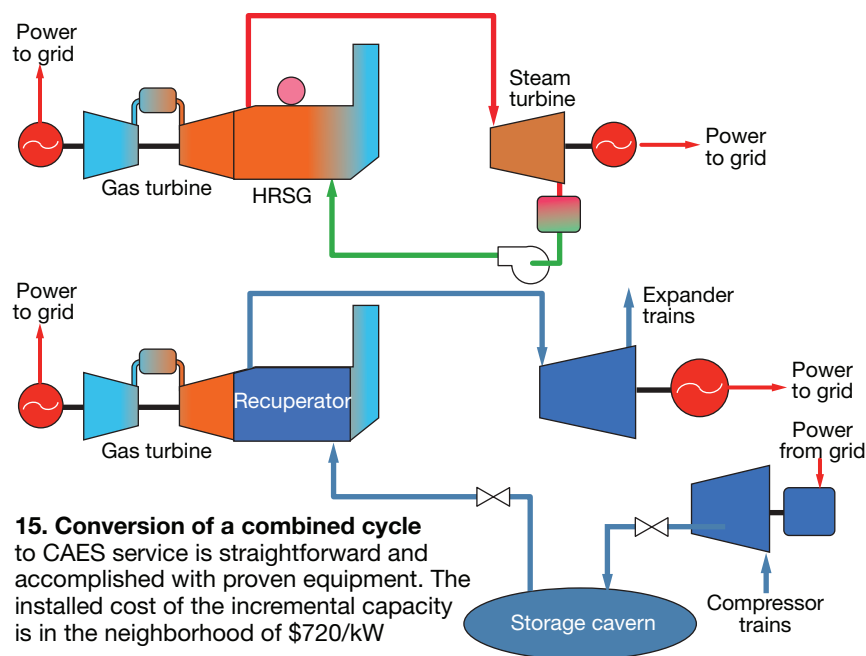 Power
to grid
Steam
turbine
Power
to grid
Gas turbine
HRSG
Power
to grid
Expander
trains
Recuperator
Power
to grid
Gas turbine
Power
from grid
15. Conversion of a combined cycle
to CAES service is straightforward and
accomplished with proven equipment. The
installed cost of the incremental capacity
is in the neighborhood of $720/kW
Storage cavern
Compressor
trains